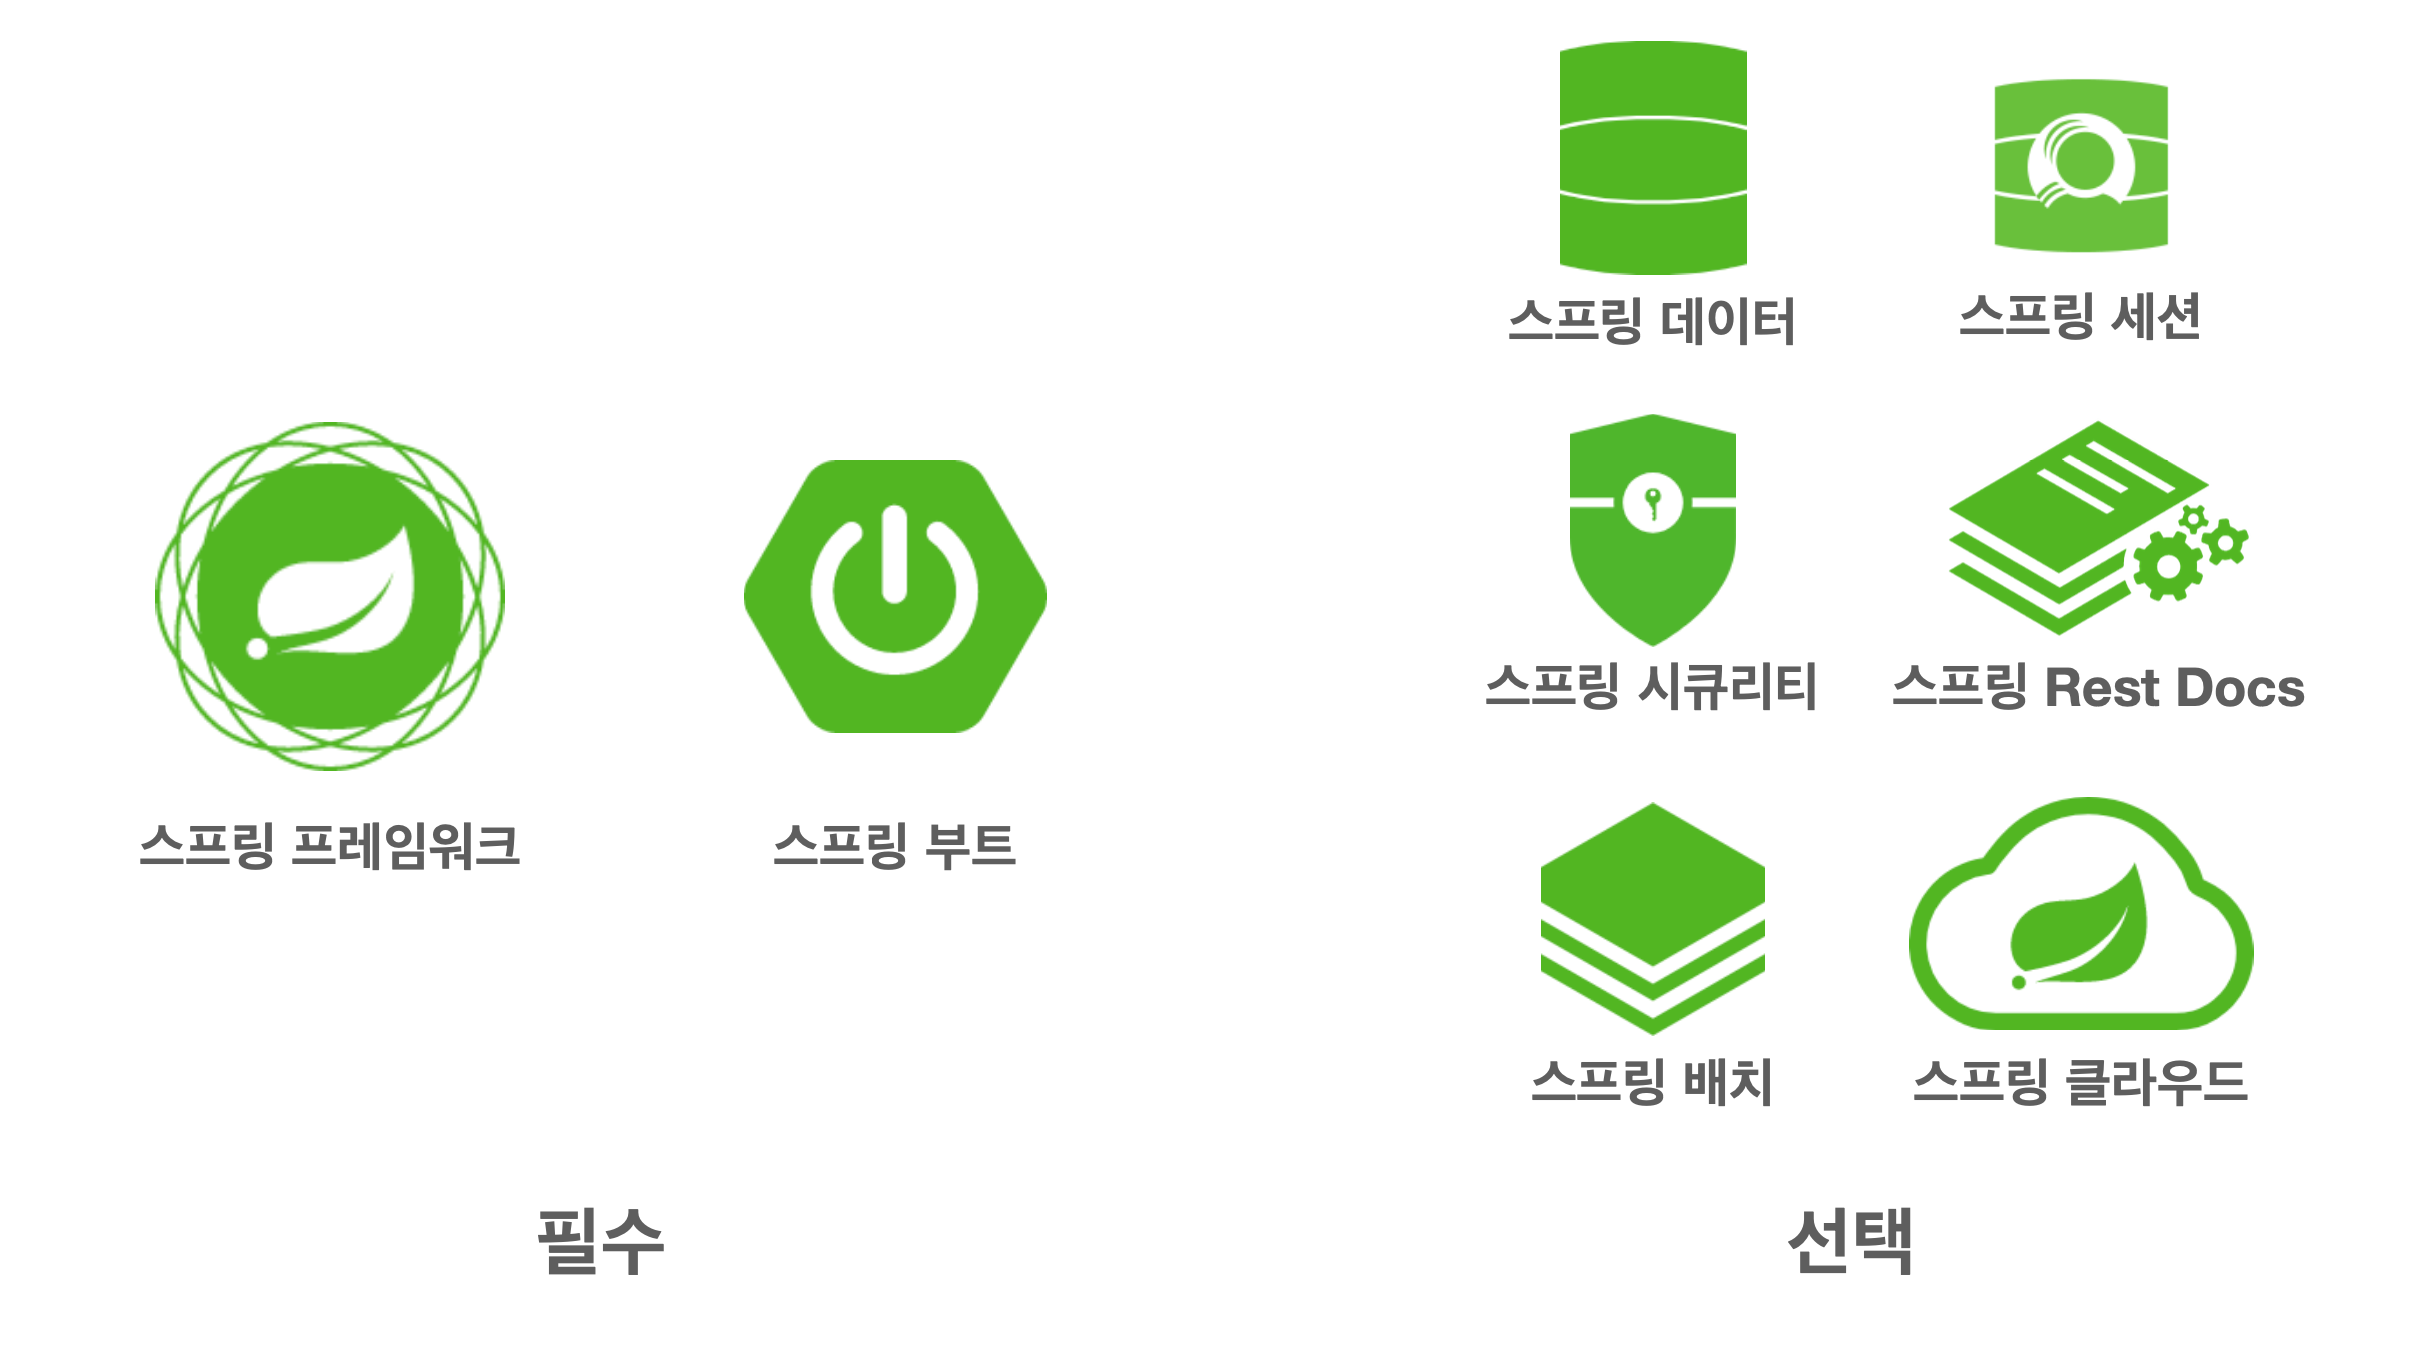 스프링 데이터
스프링 세션
스프링 시큐리티
스프링 Rest Docs
스프링 프레임워크
스프링 부트
스프링 배치
스프링 클라우드
필수
선택